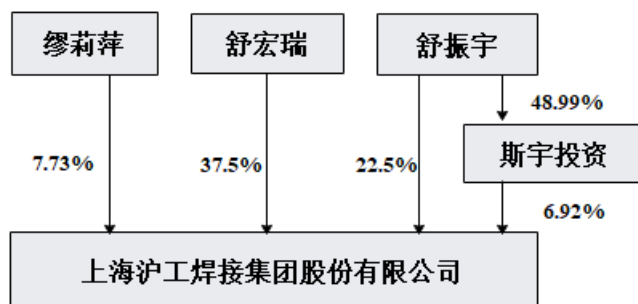 缪莉萍
舒宏瑞
舒振宇
48.99%
7.73%
37.5%
22.5%
斯宇投资
6.92%
上海沪工焊接集团股份有限公司